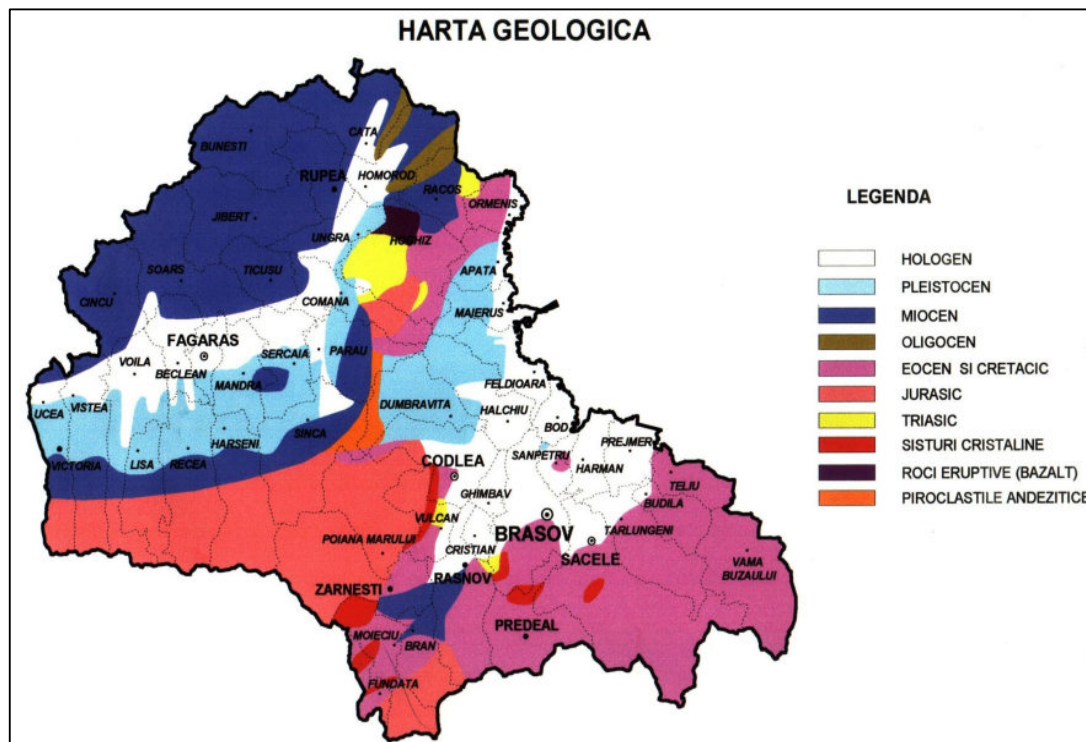 HARTA GEOLOGICA
CATA
BUNESTI
RUPEA
HOMOROD
RACOS
ORMENIS
JIBERT
UNGRA
HOGHIZ
SOARS
TICUSU
APATA
CINCU
COMANA
MAIERUS
FAGARAS
VOILA
BECLEAN
SERCAIA
PARAU
MANDRA
FELDIOARA
UCEA
VISTEA
DUMBRAVITA
HALCHIU
BOD
HARSENI
SINCA
PREJMER
VICTORIA
LISA
RECEA
CODLEA
SANPETRU
HARMAN
TELIU
GHIMBAV
BUDILA
VULCAN
BRASOV
TARLUNGENI
POIANA MARULUI
CRISTIAN
SACELE
VAMA
BUZAULUI
RASNOV
ZARNESTI
MOIECIU
BRAN
PREDEAL
FUNDATA
LEGENDA
HOLOGEN
PLEISTOCEN
MIOCEN
OLIGOCEN
EOCEN SI CRETACIC
JURASIC
TRIASIC
SISTURI CRISTALINE
ROCI ERUPTIVE (BAZALT)
PIROCLASTILE ANDEZITICE